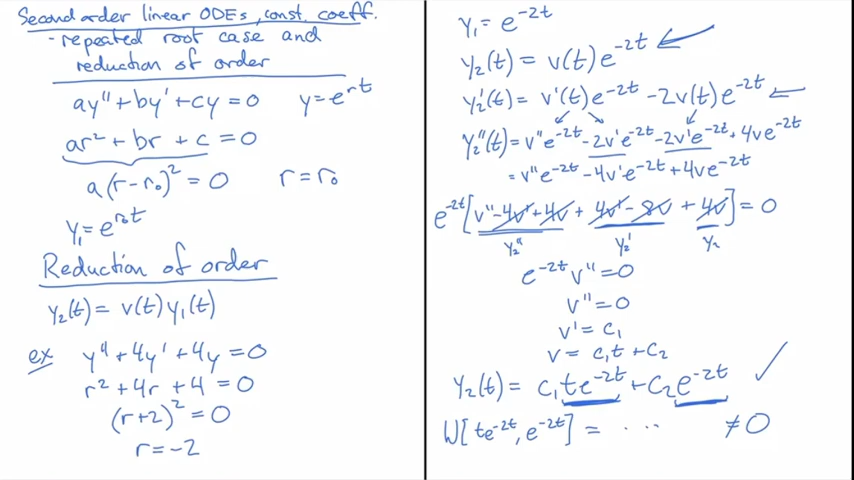 Second order linear ODEs, const. coeff.
- repeated root case and
reduction of order
ay'' + by' + cy = 0 y = e^{rt}
ar² + br + c = 0
a(r - r₀)² = 0 r = r₀
y₁ = e^{r₀t}
Reduction of order
y₂(t) = v(t) y₁(t)
ex y'' + 4y' + 4y = 0
r² + 4r + 4 = 0
(r+2)² = 0
r = -2
y₁ = e^{-2t}
y₂(t) = v(t) e^{-2t}
y₂'(t) = v'(t) e^{-2t} - 2v(t) e^{-2t}
y₂''(t) = v'' e^{-2t} - 2v' e^{-2t} - 2v' e^{-2t} + 4v e^{-2t}
= v'' e^{-2t} - 4v' e^{-2t} + 4v e^{-2t}
e^{-2t} [v'' - 4v' + 4v + 4v' - 8v + 4v] = 0
y₂'' y₂' y₂
e^{-2t} v'' = 0
v'' = 0
v' = c₁
v = c₁t + c₂
y₂(t) = c₁ t e^{-2t} + c₂ e^{-2t} ✓
W[te^{-2t}, e^{-2t}] = ..... ≠ 0